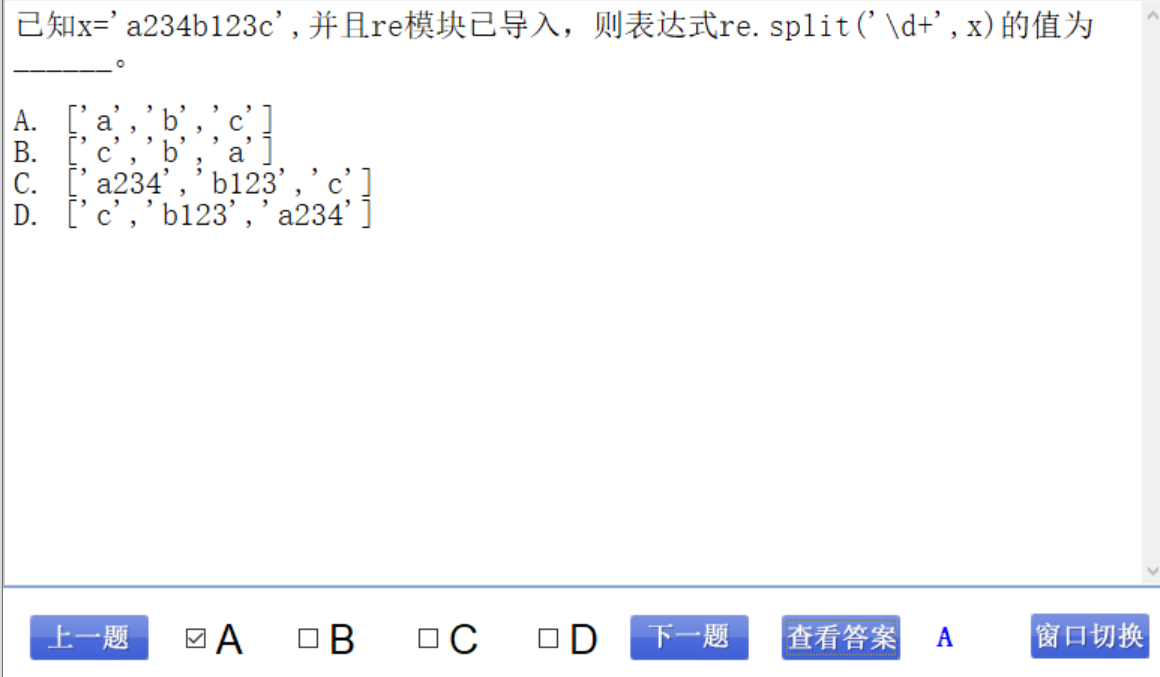 已知x='a234b123c',并且re模块已导入，则表达式re.split('\d+',x)的值为
______。
A. ['a','b','c']
B. ['c','b','a']
C. ['a234','b123','c']
D. ['c','b123','a234']
上一题 A B C D 下一题 查看答案 A 窗口切换